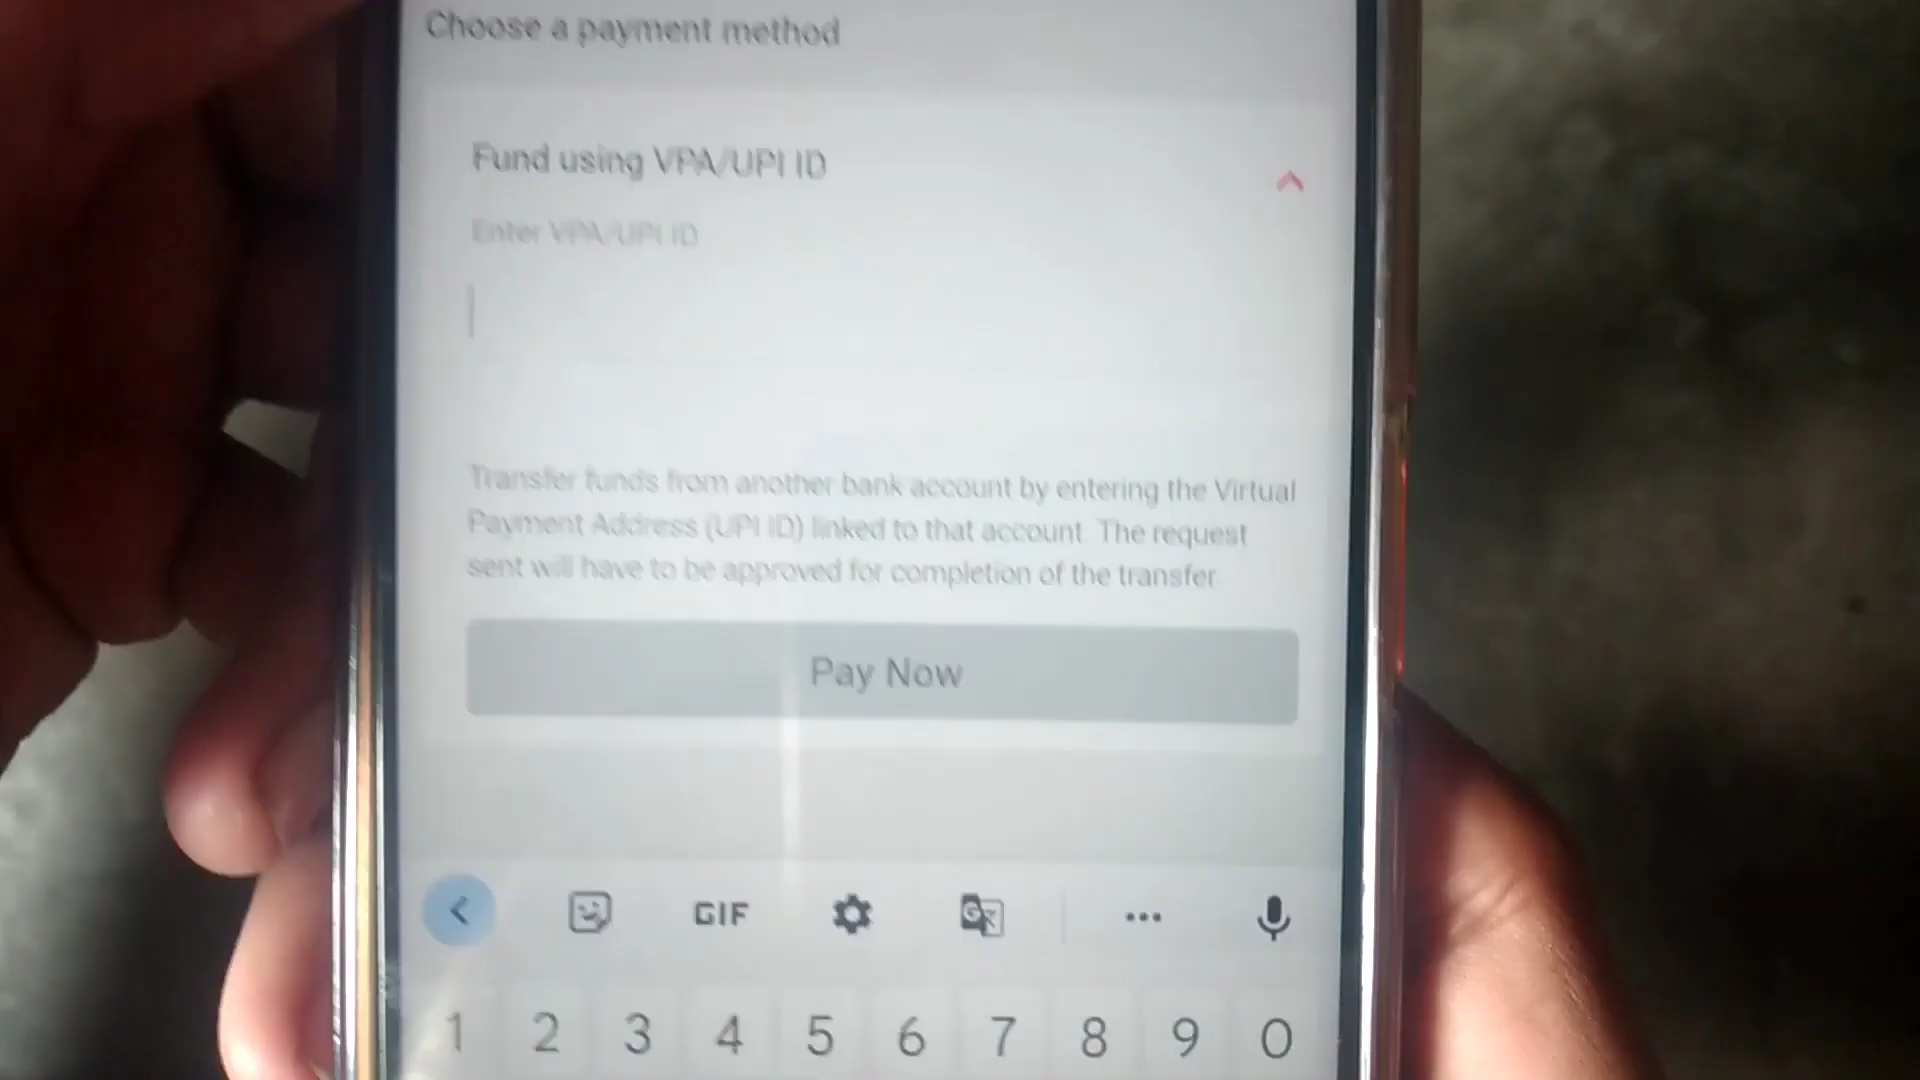 Choose a payment method
Fund using VPA/UPI ID
Enter VPA/UPI ID
Transfer funds from another bank account by entering the Virtual
Payment Address (UPI ID) linked to that account. The request
sent will have to be approved for completion of the transfer
Pay Now
GIF
1 2 3 4 5 6 7 8 9 0